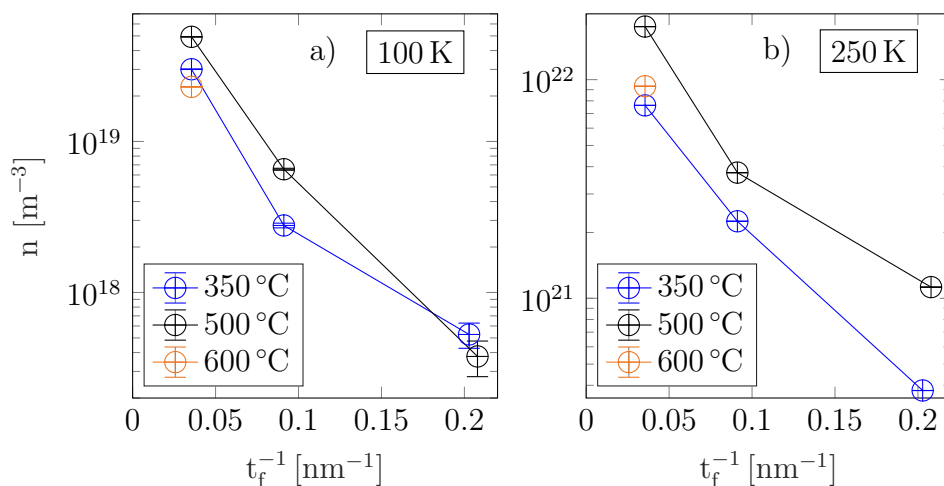 a)
100 K
10^19
10^18
n [m^−3]
350 °C
500 °C
600 °C
0
0.05
0.1
0.15
0.2
t_f^−1 [nm^−1]
b)
250 K
10^22
10^21
350 °C
500 °C
600 °C
0
0.05
0.1
0.15
0.2
t_f^−1 [nm^−1]